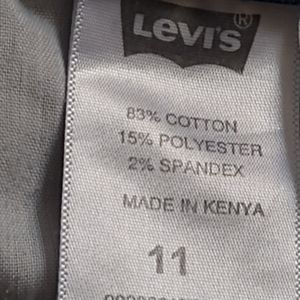 Levi's®
83% COTTON
15% POLYESTER
2% SPANDEX
MADE IN KENYA
11